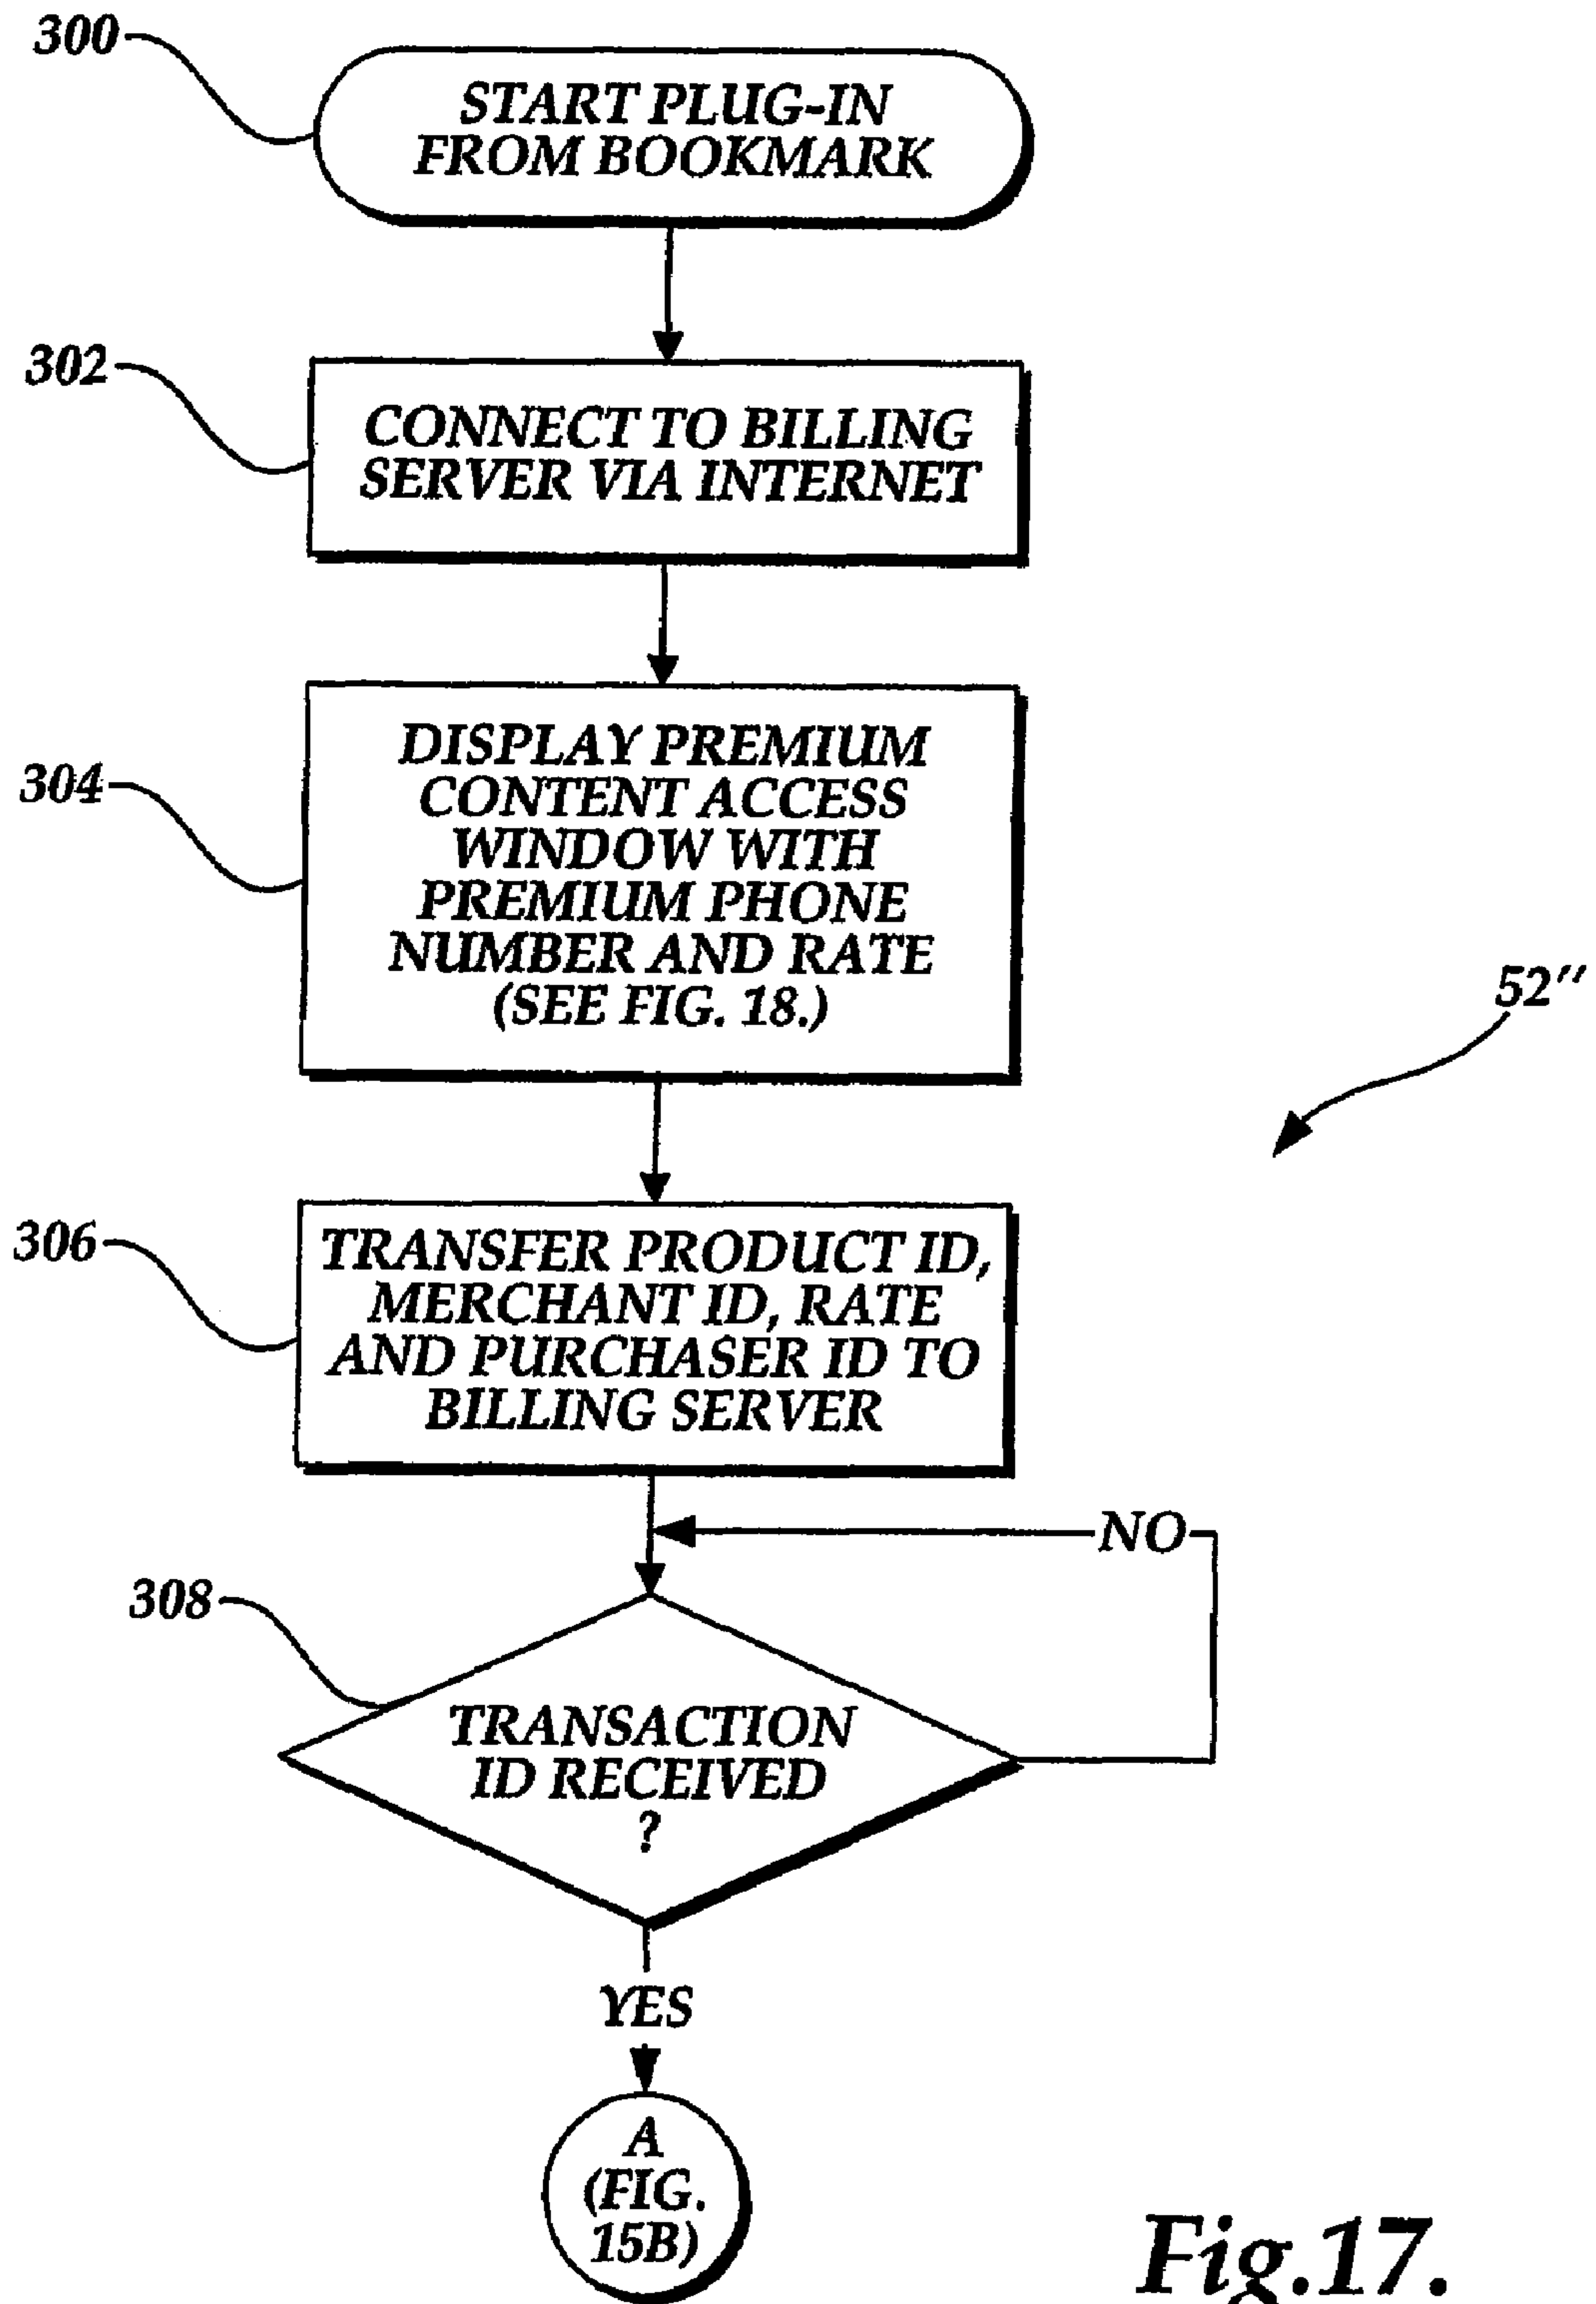 300
START PLUG-IN
FROM BOOKMARK
302
CONNECT TO BILLING
SERVER VIA INTERNET
304
DISPLAY PREMIUM
CONTENT ACCESS
WINDOW WITH
PREMIUM PHONE
NUMBER AND RATE
(SEE FIG. 18.)
52''
306
TRANSFER PRODUCT ID,
MERCHANT ID, RATE
AND PURCHASER ID TO
BILLING SERVER
NO
308
TRANSACTION
ID RECEIVED
?
YES
A
(FIG.
15B)
Fig.17.